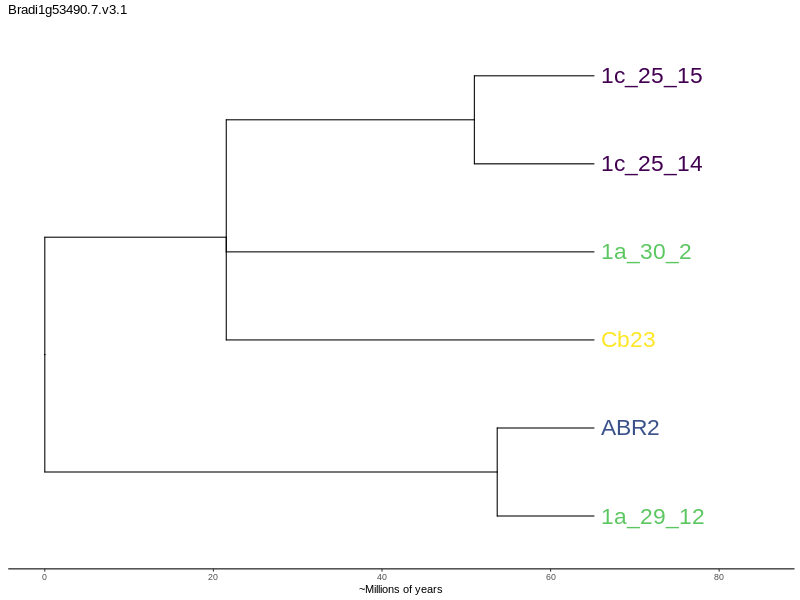 Bradi1g53490.7.v3.1
1c_25_15
1c_25_14
1a_30_2
Cb23
ABR2
1a_29_12
0 20 40 60 80
~Millions of years